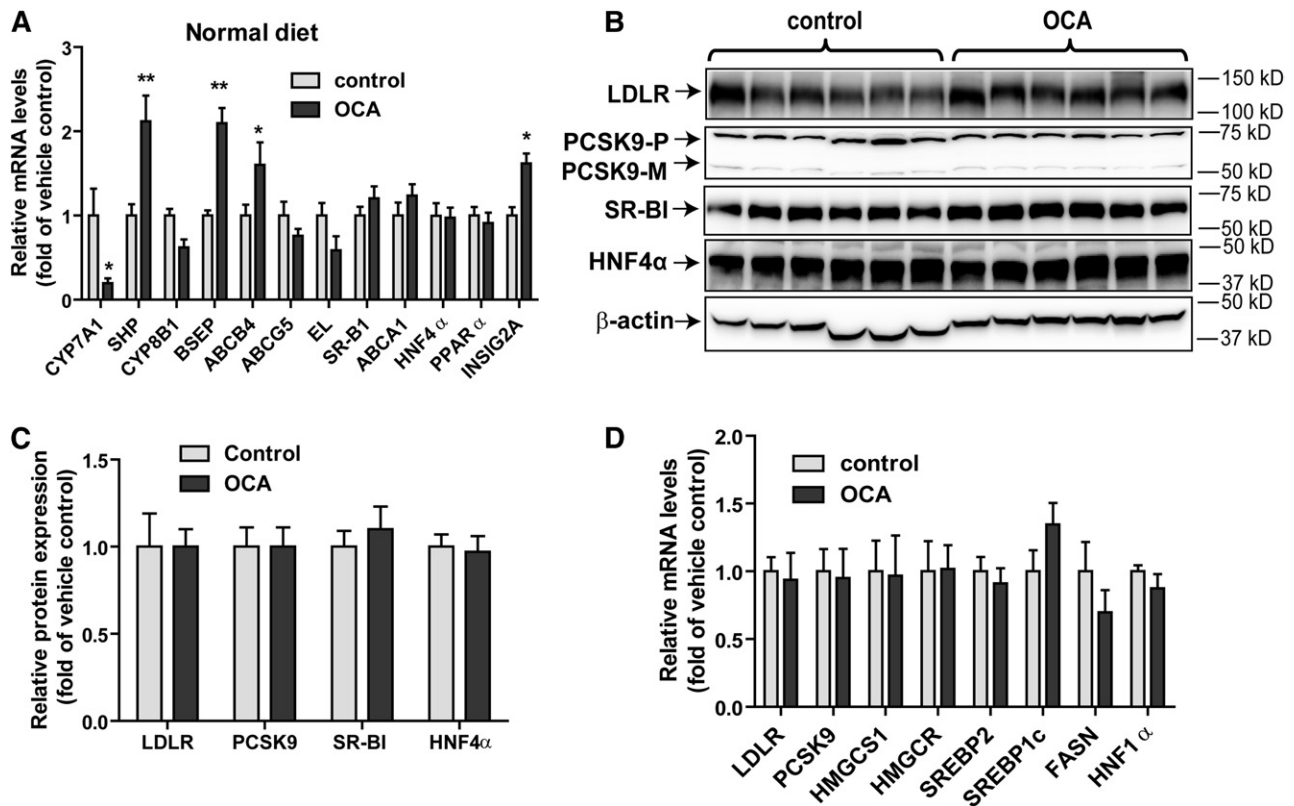 A
Normal diet
Relative mRNA levels
(fold of vehicle control)
3
2
1
0
control
OCA
*
**
**
*
*
CYP7A1
SHP
CYP8B1
BSEP
ABCB4
ABCG5
EL
SR-B1
ABCA1
HNF4 α
PPAR α
INSIG2A
B
control
OCA
LDLR
PCSK9-P
PCSK9-M
SR-BI
HNF4α
β-actin
150 kD
100 kD
75 kD
50 kD
75 kD
50 kD
50 kD
37 kD
50 kD
37 kD
C
Relative protein expression
(fold of vehicle control)
1.5
1.0
0.5
0.0
Control
OCA
LDLR
PCSK9
SR-BI
HNF4α
D
Relative mRNA levels
(fold of vehicle control)
2.0
1.5
1.0
0.5
0.0
control
OCA
LDLR
PCSK9
HMGCS1
HMGCR
SREBP2
SREBP1c
FASN
HNF1 α